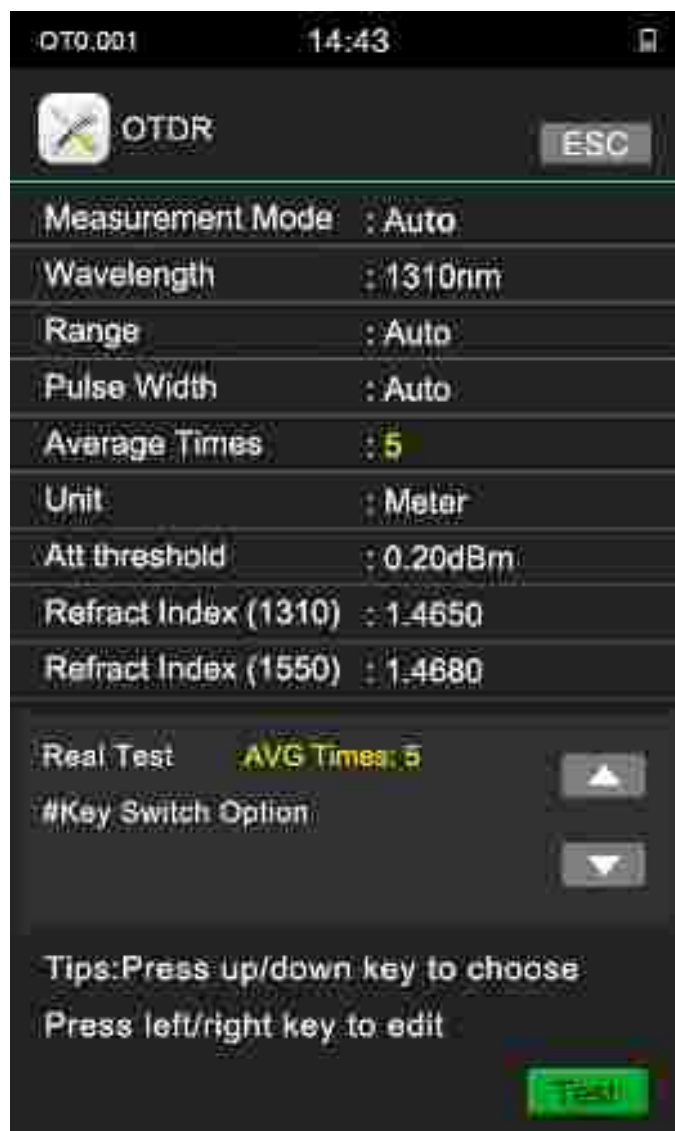 OT0.001 14:43
OTDR
ESC
Measurement Mode : Auto
Wavelength : 1310nm
Range : Auto
Pulse Width : Auto
Average Times : 5
Unit : Meter
Att threshold : 0.20dBm
Refract Index (1310) : 1.4650
Refract Index (1550) : 1.4680
Real Test AVG Times: 5
#Key Switch Option
Tips:Press up/down key to choose
Press left/right key to edit
Test